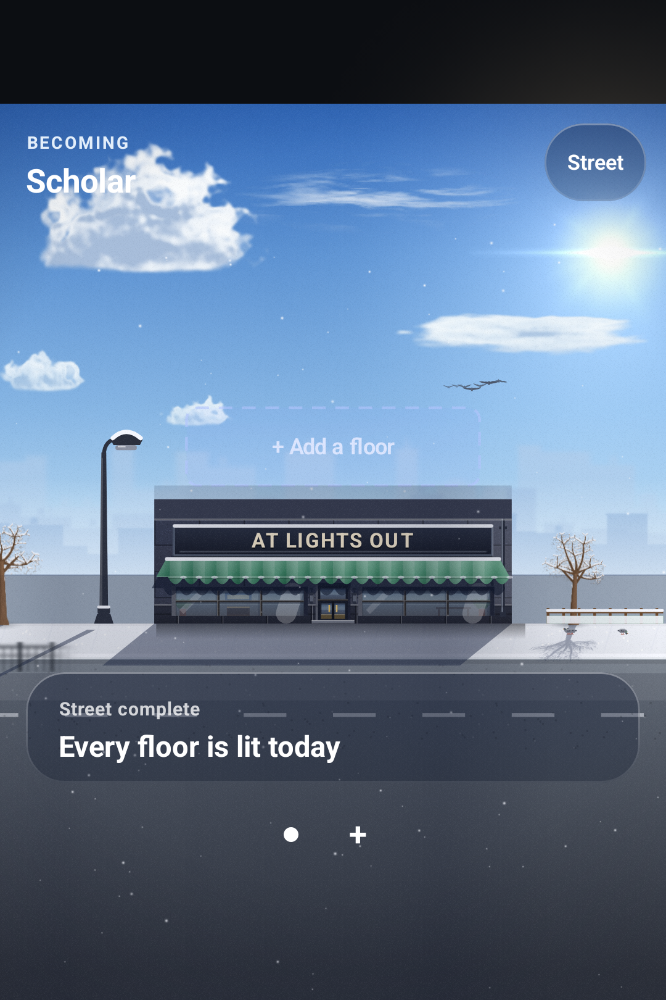 BECOMING
Scholar
Street
+ Add a floor
AT LIGHTS OUT
Street complete
Every floor is lit today
+